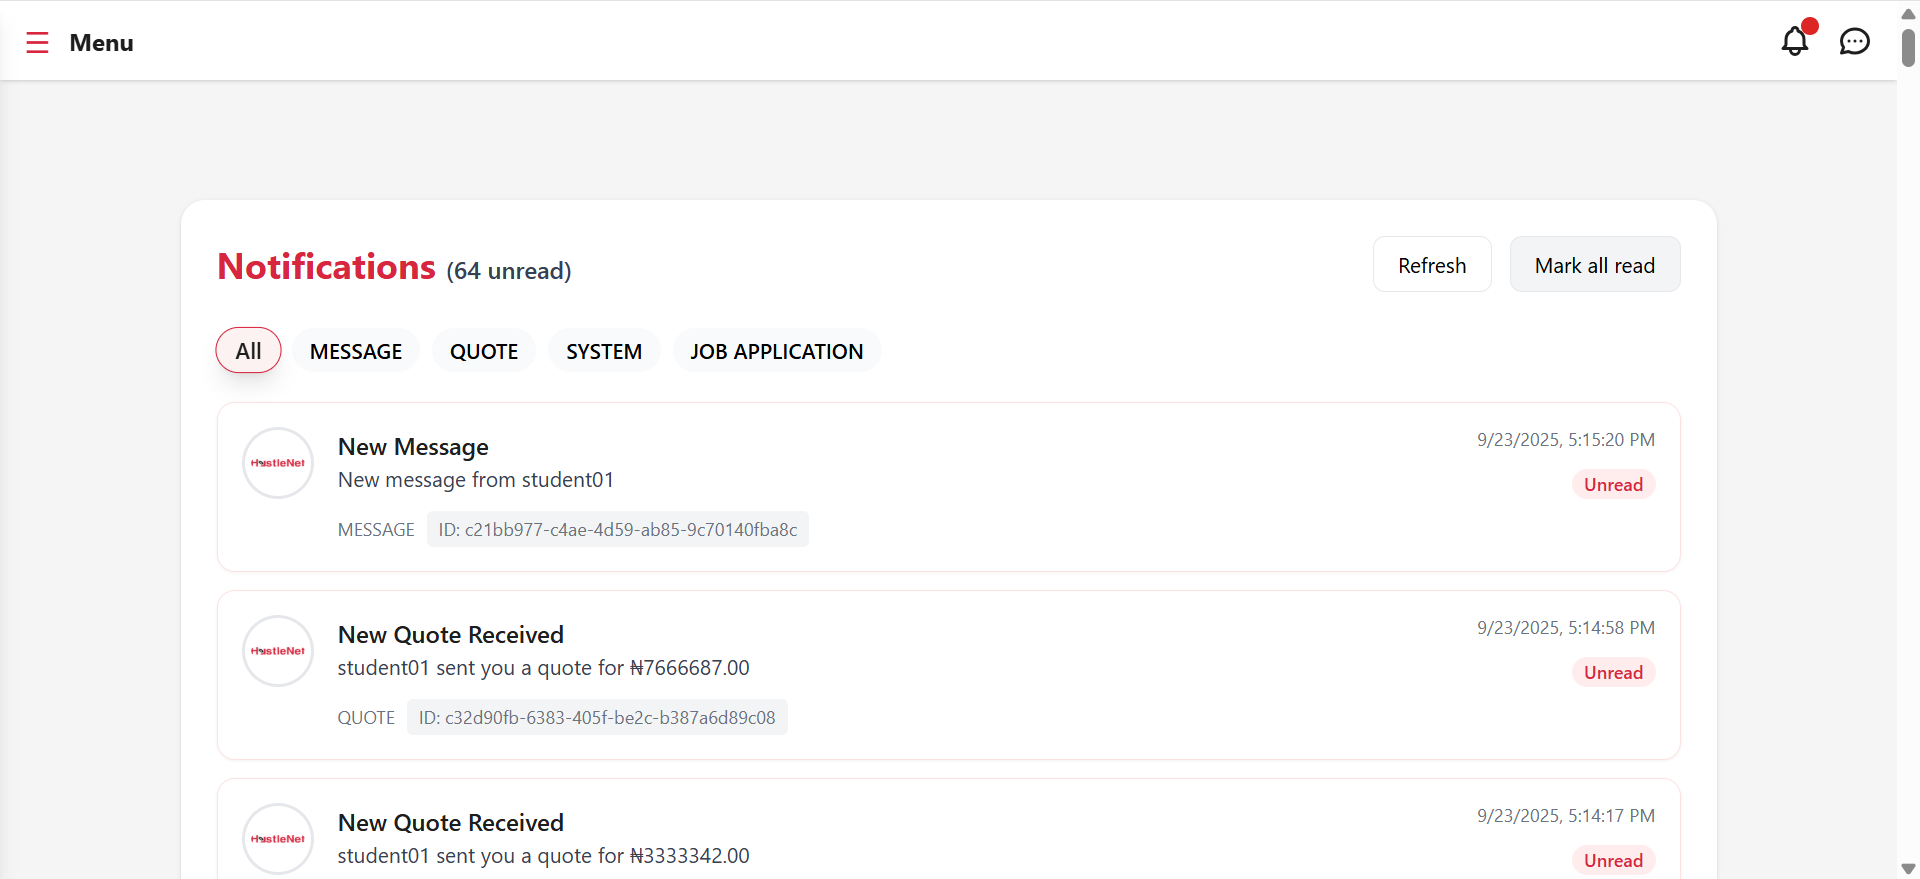 Menu
Notifications (64 unread)
Refresh
Mark all read
All
MESSAGE
QUOTE
SYSTEM
JOB APPLICATION
HustleNet
New Message
New message from student01
MESSAGE
ID: c21bb977-c4ae-4d59-ab85-9c70140fba8c
9/23/2025, 5:15:20 PM
Unread
HustleNet
New Quote Received
student01 sent you a quote for ₦7666687.00
QUOTE
ID: c32d90fb-6383-405f-be2c-b387a6d89c08
9/23/2025, 5:14:58 PM
Unread
HustleNet
New Quote Received
student01 sent you a quote for ₦3333342.00
9/23/2025, 5:14:17 PM
Unread